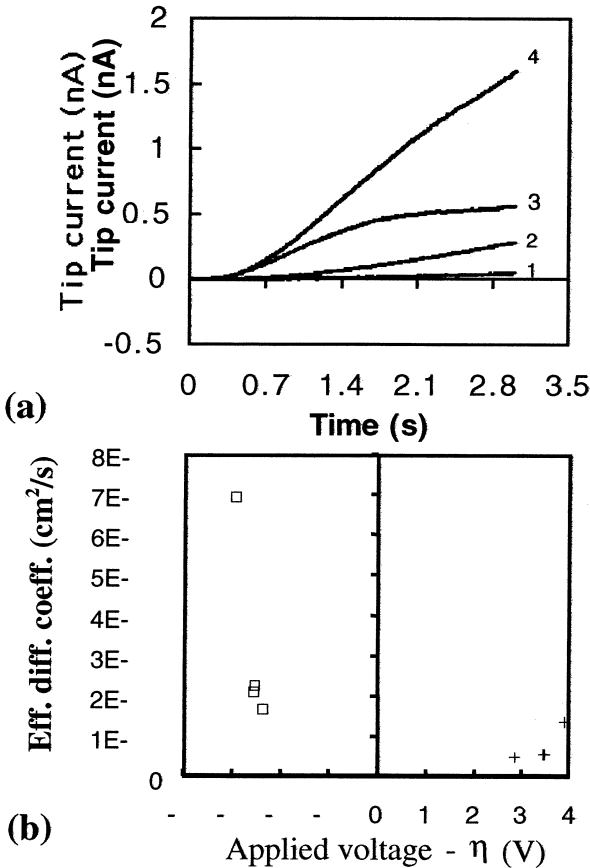 2
1.5
1
0.5
0
-0.5
Tip current (nA)
Tip current (nA)
4
3
2
1
0 0.7 1.4 2.1 2.8 3.5
Time (s)
(a)
8E-
7E-
6E-
5E-
4E-
3E-
2E-
1E-
0
Eff. diff. coeff. (cm²/s)
- - - - 0 1 2 3 4
(b)
Applied voltage - η (V)